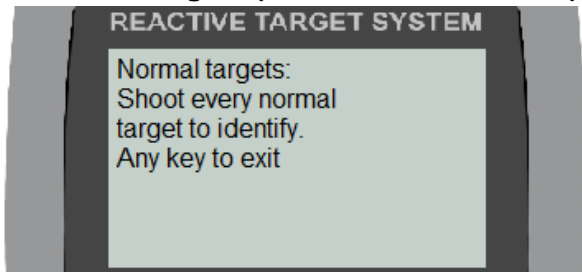 REACTIVE TARGET SYSTEM
Normal targets:
Shoot every normal
target to identify.
Any key to exit